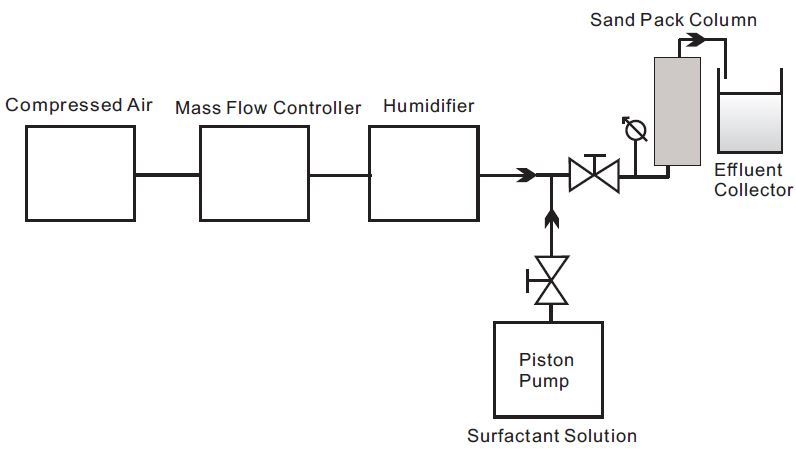 Sand Pack Column
Compressed Air
Mass Flow Controller
Humidifier
Effluent
Collector
Piston
Pump
Surfactant Solution